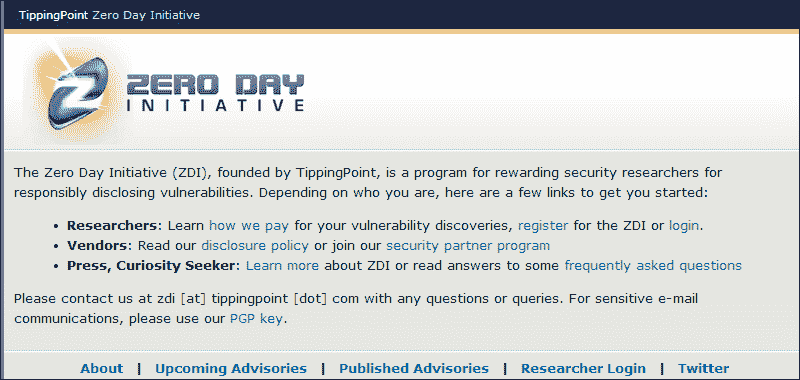 TippingPoint Zero Day Initiative
Z ZERO DAY
INITIATIVE
The Zero Day Initiative (ZDI), founded by TippingPoint, is a program for rewarding security researchers for
responsibly disclosing vulnerabilities. Depending on who you are, here are a few links to get you started:
• Researchers: Learn how we pay for your vulnerability discoveries, register for the ZDI or login.
• Vendors: Read our disclosure policy or join our security partner program
• Press, Curiosity Seeker: Learn more about ZDI or read answers to some frequently asked questions
Please contact us at zdi [at] tippingpoint [dot] com with any questions or queries. For sensitive e-mail
communications, please use our PGP key.
About | Upcoming Advisories | Published Advisories | Researcher Login | Twitter